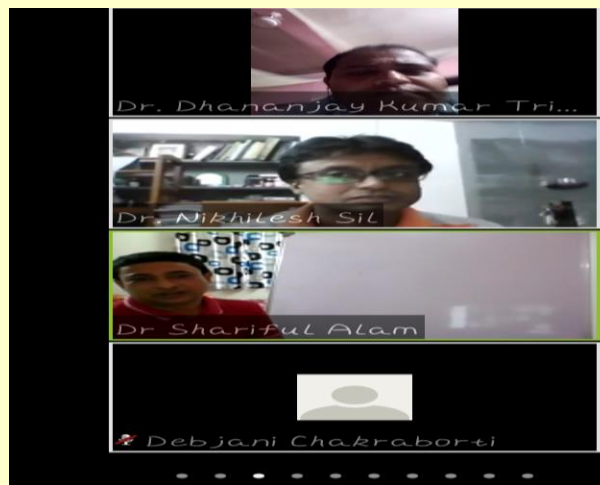 Dr. Dhananjay Kumar Tri...
Dr. Nikhilesh Sil
Dr Shariful Alam
Debjani Chakraborti